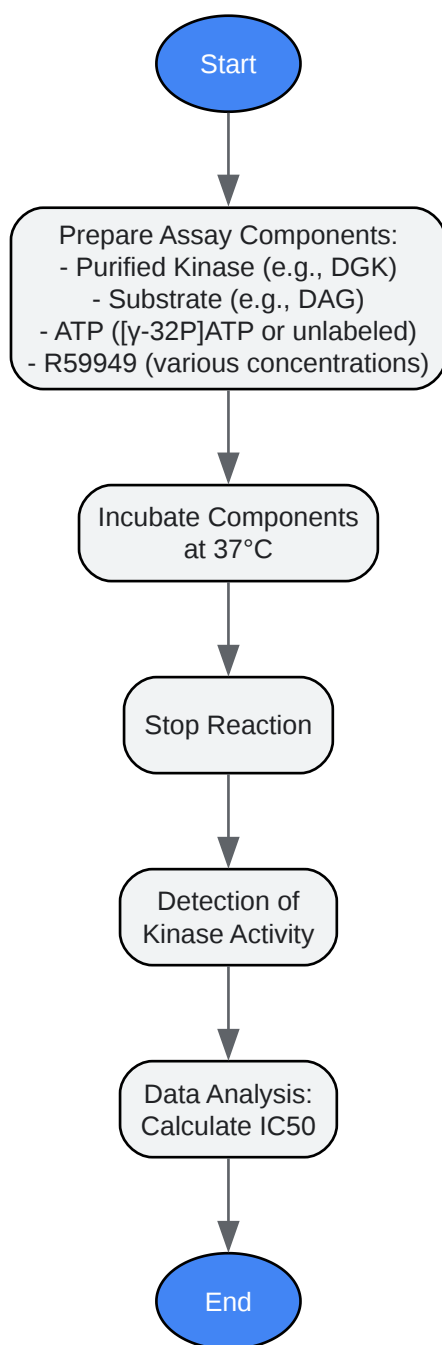 Start
Prepare Assay Components:
- Purified Kinase (e.g., DGK)
- Substrate (e.g., DAG)
- ATP ([γ-32P]ATP or unlabeled)
- R59949 (various concentrations)
Incubate Components
at 37°C
Stop Reaction
Detection of
Kinase Activity
Data Analysis:
Calculate IC50
End